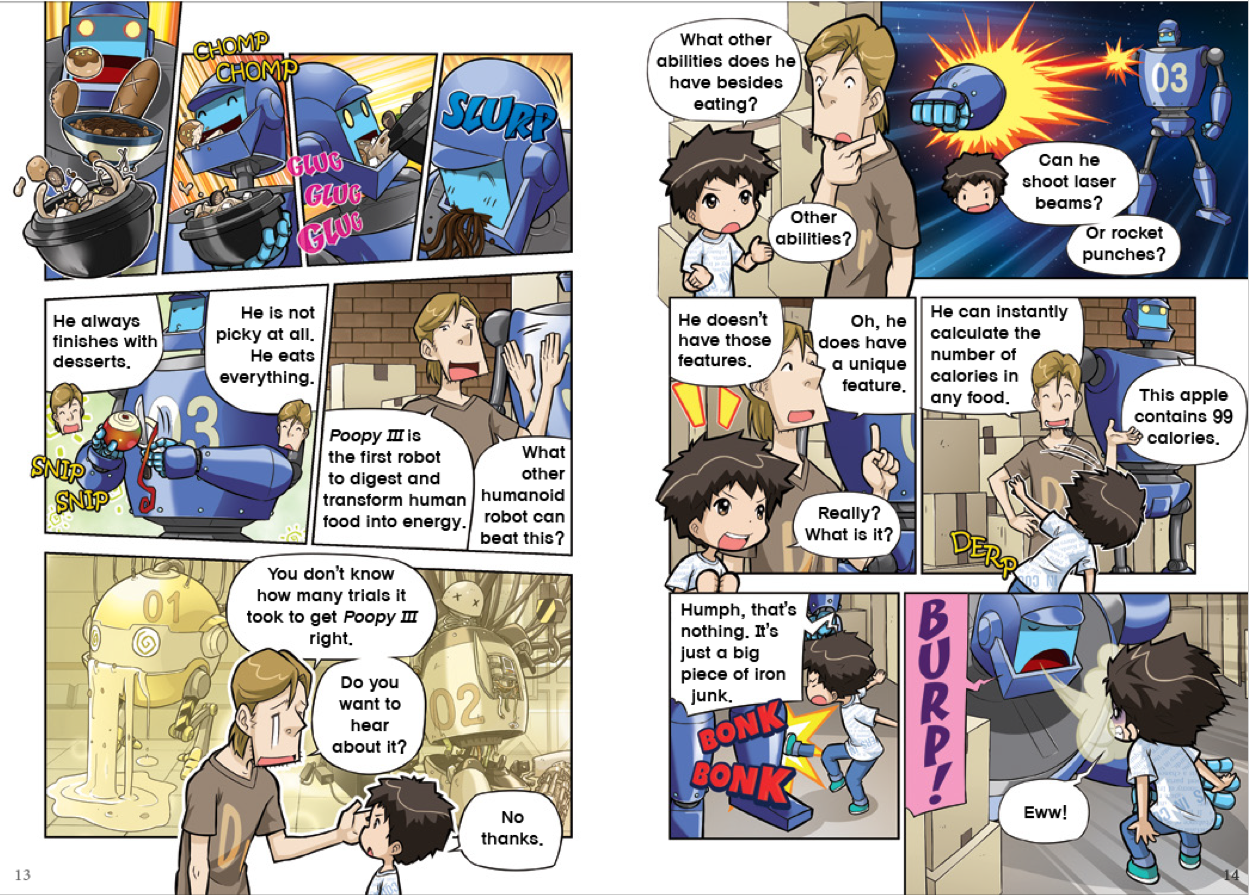 CHOMP
CHOMP
GLUG
GLUG
GLUG
SLURP
He always
finishes with
desserts.
He is not
picky at all.
He eats
everything.
03
SNIP
SNIP
Poopy III is
the first robot
to digest and
transform human
food into energy.
What
other
humanoid
robot can
beat this?
You don't know
how many trials it
took to get Poopy III
right.
01
02
Do you
want to
hear
about it?
D
No
thanks.
13
What other
abilities does he
have besides
eating?
Other
abilities?
03
Can he
shoot laser
beams?
Or rocket
punches?
He doesn't
have those
features.
Oh, he
does have
a unique
feature.
Really?
What is it?
He can instantly
calculate the
number of
calories in
any food.
This apple
contains 99
calories.
D
DERP
Humph, that's
nothing. It's
just a big
piece of iron
junk.
BONK
BONK
BURP!
Eww!
14